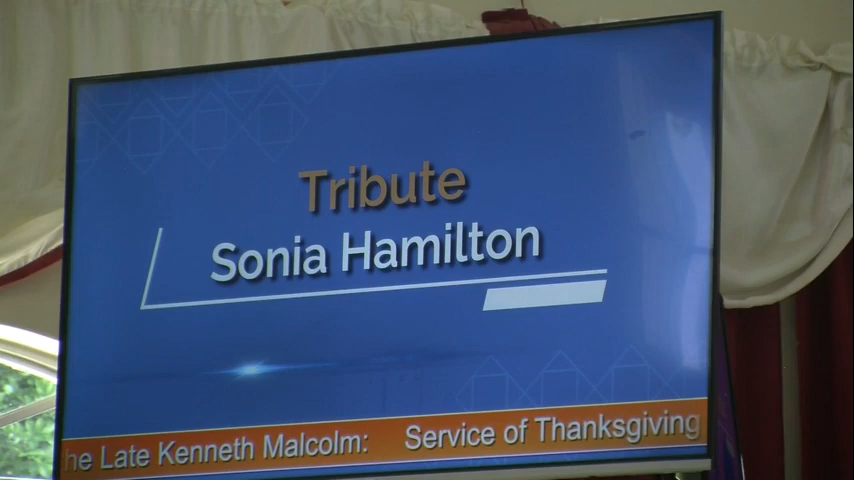 Tribute
Sonia Hamilton
he Late Kenneth Malcolm: Service of Thanksgiving